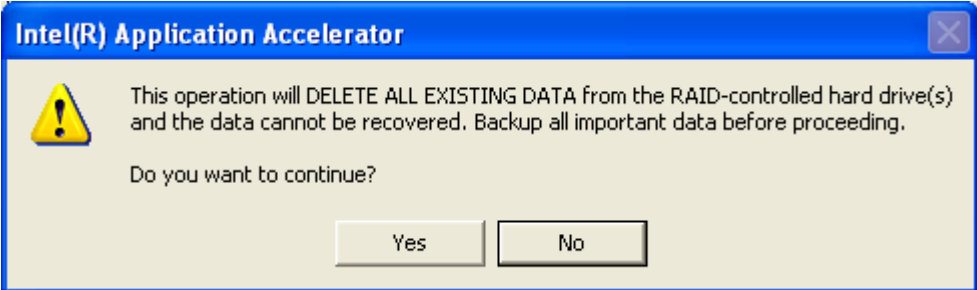 Intel(R) Application Accelerator
This operation will DELETE ALL EXISTING DATA from the RAID-controlled hard drive(s)
and the data cannot be recovered. Backup all important data before proceeding.
Do you want to continue?
Yes
No